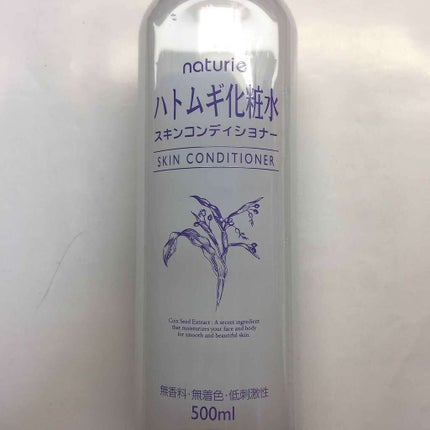 naturie
ハトムギ化粧水
スキンコンディショナー
SKIN CONDITIONER
Coix Seed Extract : A secret ingredient
that moisturizes your face and body
for smooth and beautiful skin.
無香料・無着色・低刺激性
500ml